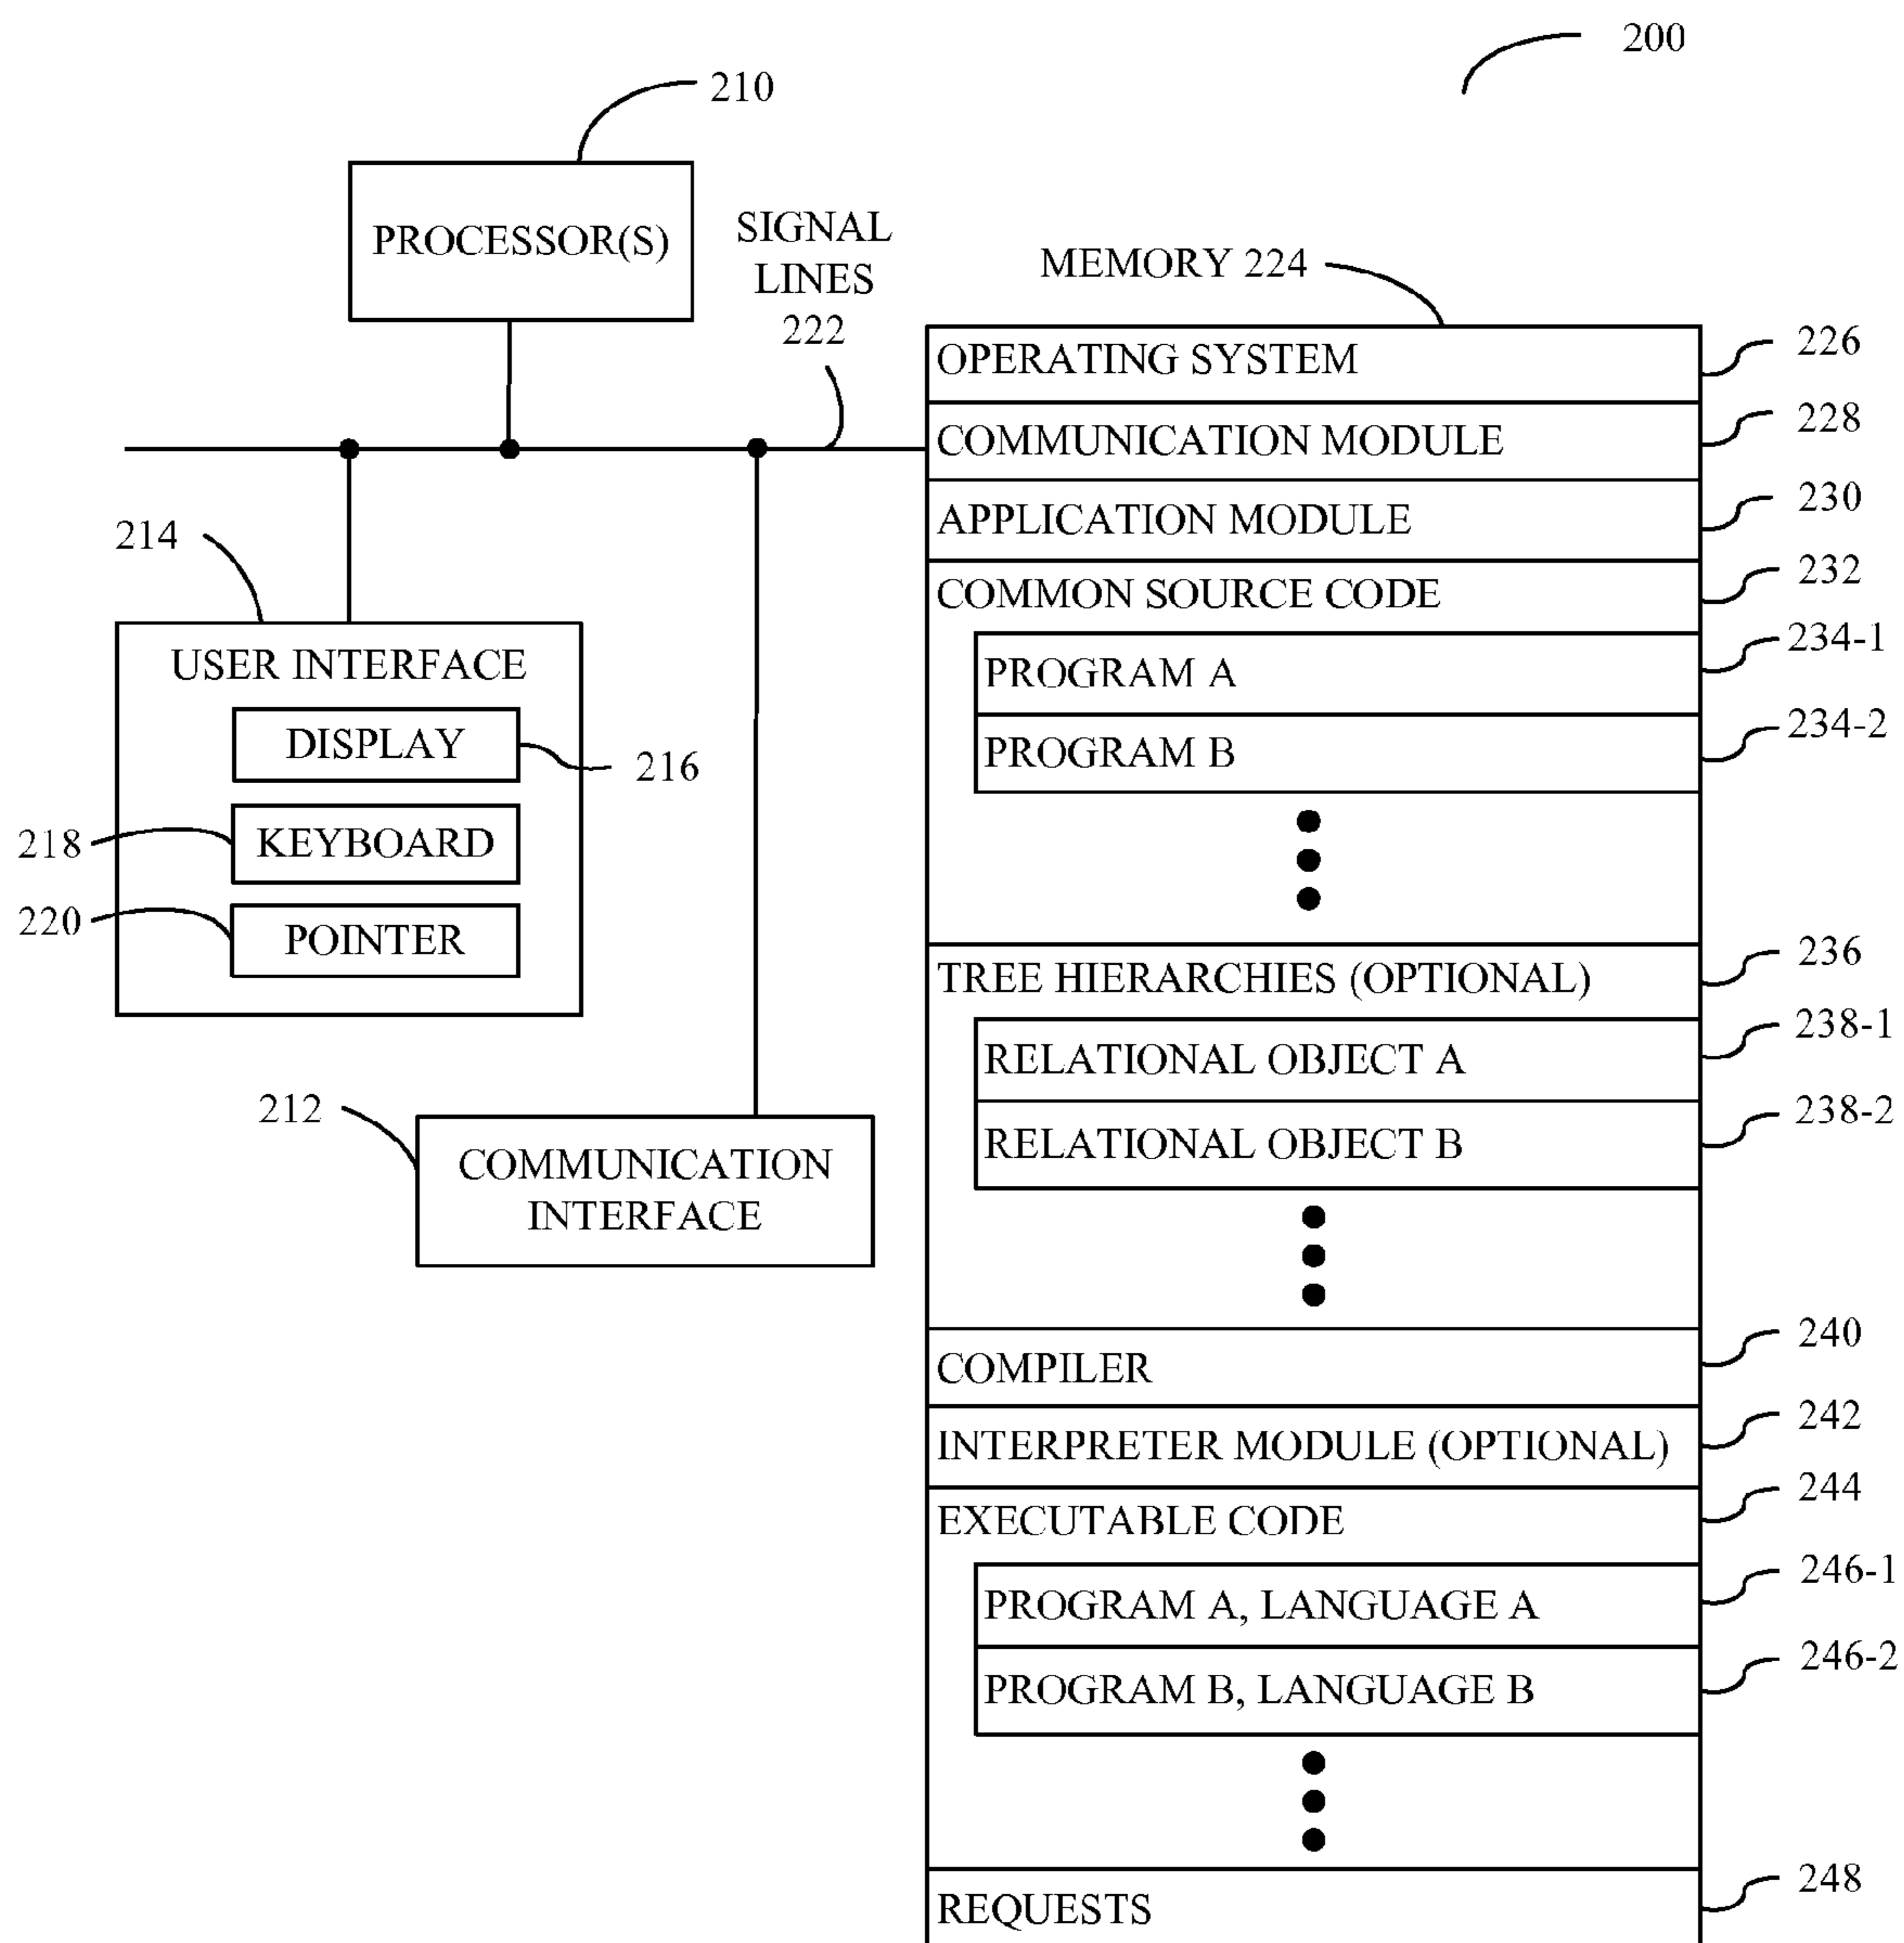 200
210
PROCESSOR(S)
SIGNAL
LINES
222
MEMORY 224
OPERATING SYSTEM
226
COMMUNICATION MODULE
228
APPLICATION MODULE
230
COMMON SOURCE CODE
232
PROGRAM A
234-1
PROGRAM B
234-2
214
USER INTERFACE
DISPLAY
216
218
KEYBOARD
220
POINTER
TREE HIERARCHIES (OPTIONAL)
236
RELATIONAL OBJECT A
238-1
RELATIONAL OBJECT B
238-2
212
COMMUNICATION
INTERFACE
COMPILER
240
INTERPRETER MODULE (OPTIONAL)
242
EXECUTABLE CODE
244
PROGRAM A, LANGUAGE A
246-1
PROGRAM B, LANGUAGE B
246-2
REQUESTS
248